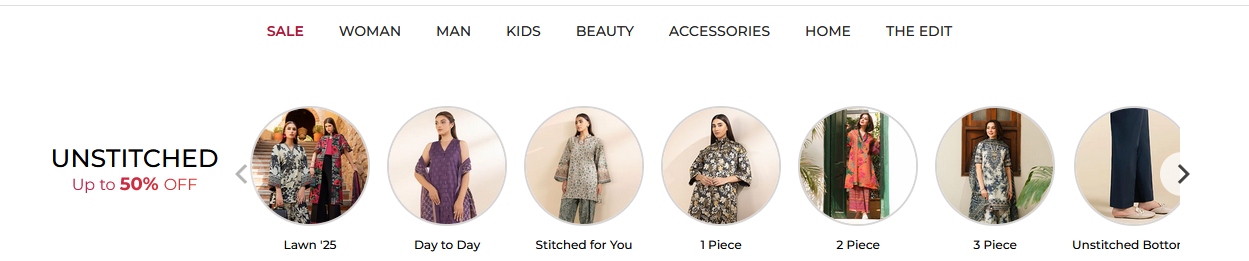 SALE WOMAN MAN KIDS BEAUTY ACCESSORIES HOME THE EDIT
UNSTITCHED
Up to 50% OFF
Lawn '25 Day to Day Stitched for You 1 Piece 2 Piece 3 Piece Unstitched Bottor